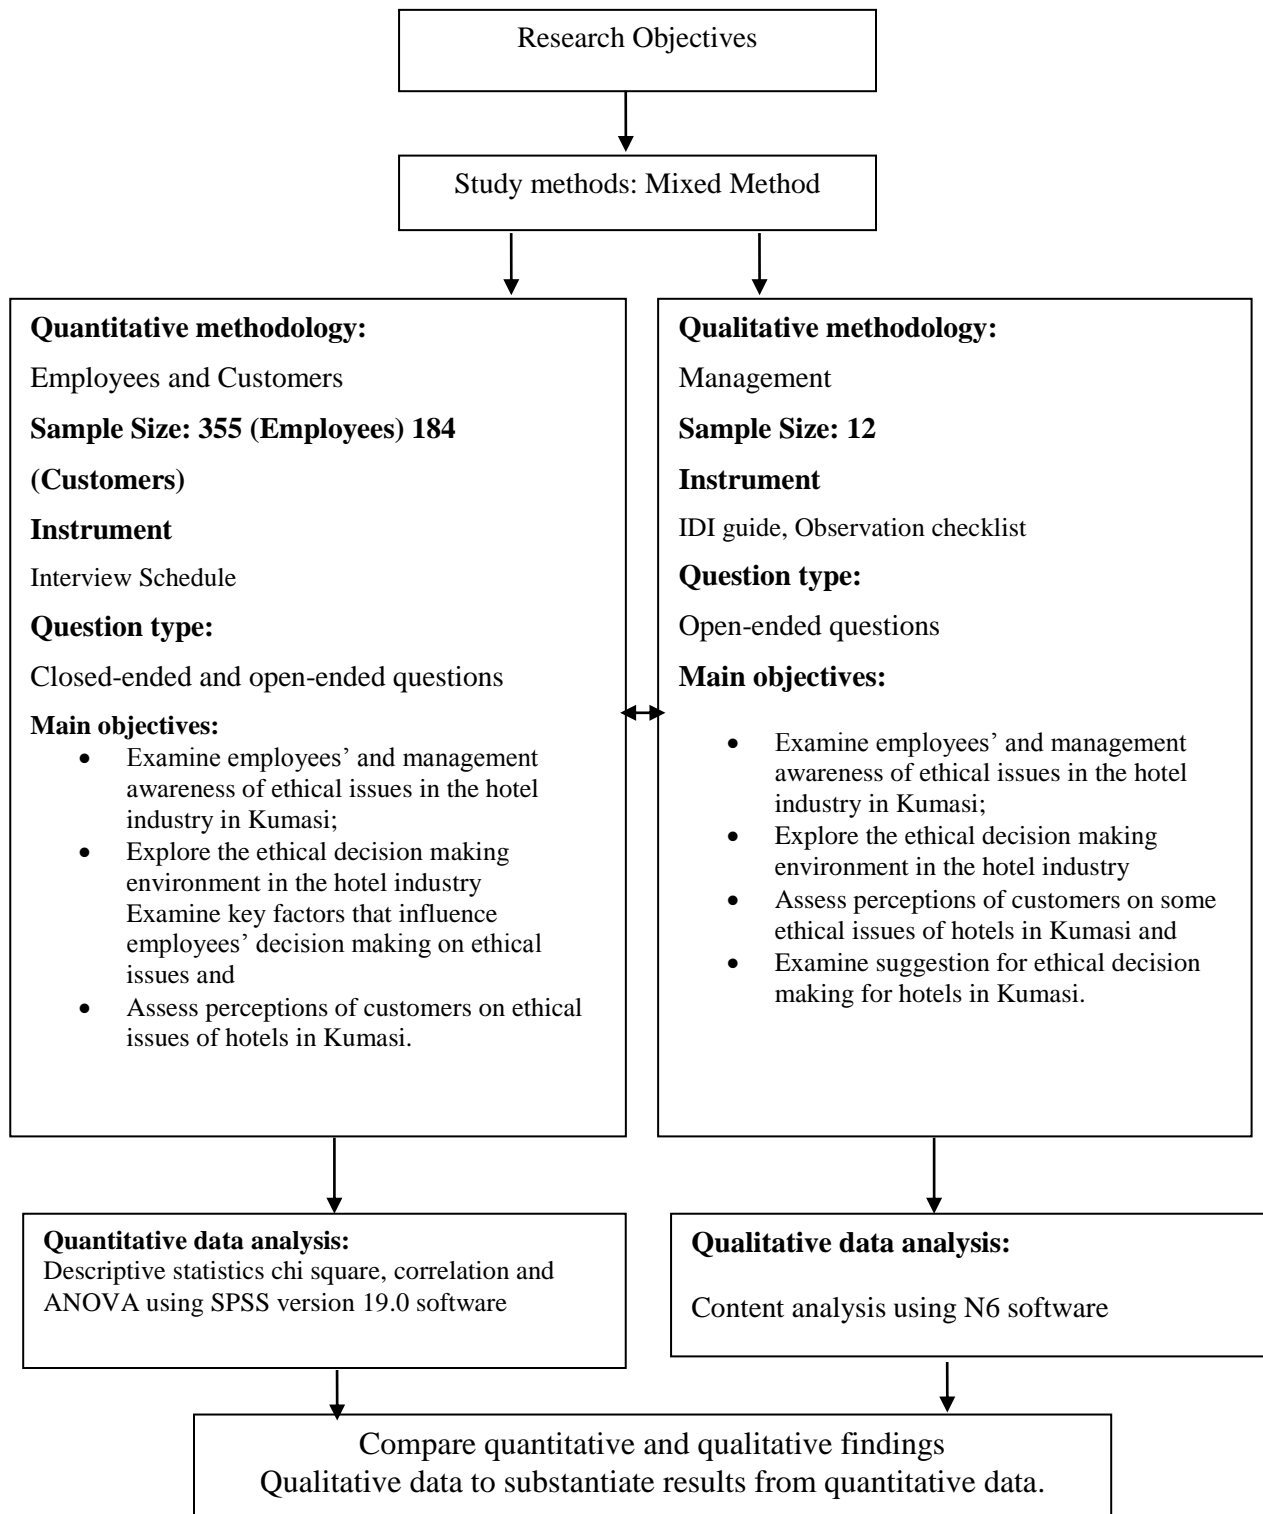 Research Objectives
Study methods: Mixed Method
Quantitative methodology:
Employees and Customers
Sample Size: 355 (Employees) 184
(Customers)
Instrument
Interview Schedule
Question type:
Closed-ended and open-ended questions
Main objectives:
• Examine employees’ and management
awareness of ethical issues in the hotel
industry in Kumasi;
• Explore the ethical decision making
environment in the hotel industry
Examine key factors that influence
employees’ decision making on ethical
issues and
• Assess perceptions of customers on ethical
issues of hotels in Kumasi.
Qualitative methodology:
Management
Sample Size: 12
Instrument
IDI guide, Observation checklist
Question type:
Open-ended questions
Main objectives:
• Examine employees’ and management
awareness of ethical issues in the hotel
industry in Kumasi;
• Explore the ethical decision making
environment in the hotel industry
• Assess perceptions of customers on some
ethical issues of hotels in Kumasi and
• Examine suggestion for ethical decision
making for hotels in Kumasi.
Quantitative data analysis:
Descriptive statistics chi square, correlation and
ANOVA using SPSS version 19.0 software
Qualitative data analysis:
Content analysis using N6 software
Compare quantitative and qualitative findings
Qualitative data to substantiate results from quantitative data.